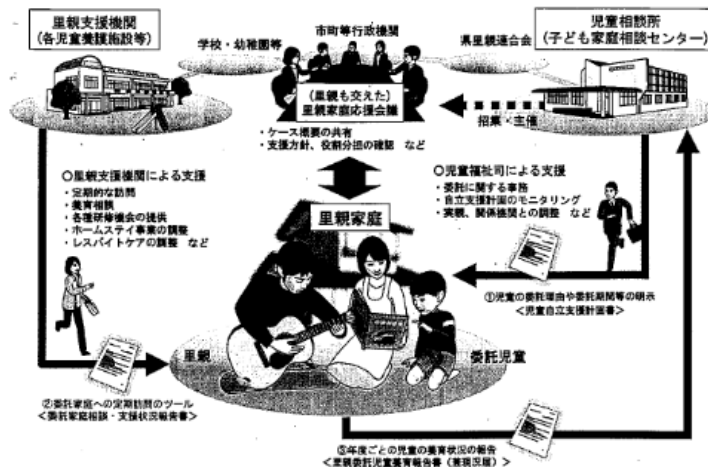 里親支援機関
(各児童養護施設等)
学校・幼稚園等
市町等行政機関
県里親連合会
児童相談所
(子ども家庭相談センター)
(里親も交えた)
里親家庭応援会議
・ケース概要の共有
・支援方針、役割分担の確認 など
招集・主催
〇里親支援機関による支援
・定期的な訪問
・養育相談
・各種研修機会の提供
・ホームステイ事業の調整
・レスパイトケアの調整 など
〇児童福祉司による支援
・委託に関する事務
・自立支援計画のモニタリング
・実親、関係機関との調整 など
里親家庭
①児童の委託理由や委託期間等の明示
<児童自立支援計画書>
里親
委託児童
②委託家庭への定期訪問のツール
<委託家庭相談・支援状況報告書>
③年度ごとの児童の養育状況の報告
<里親委託児童養育報告書(兼現況届)